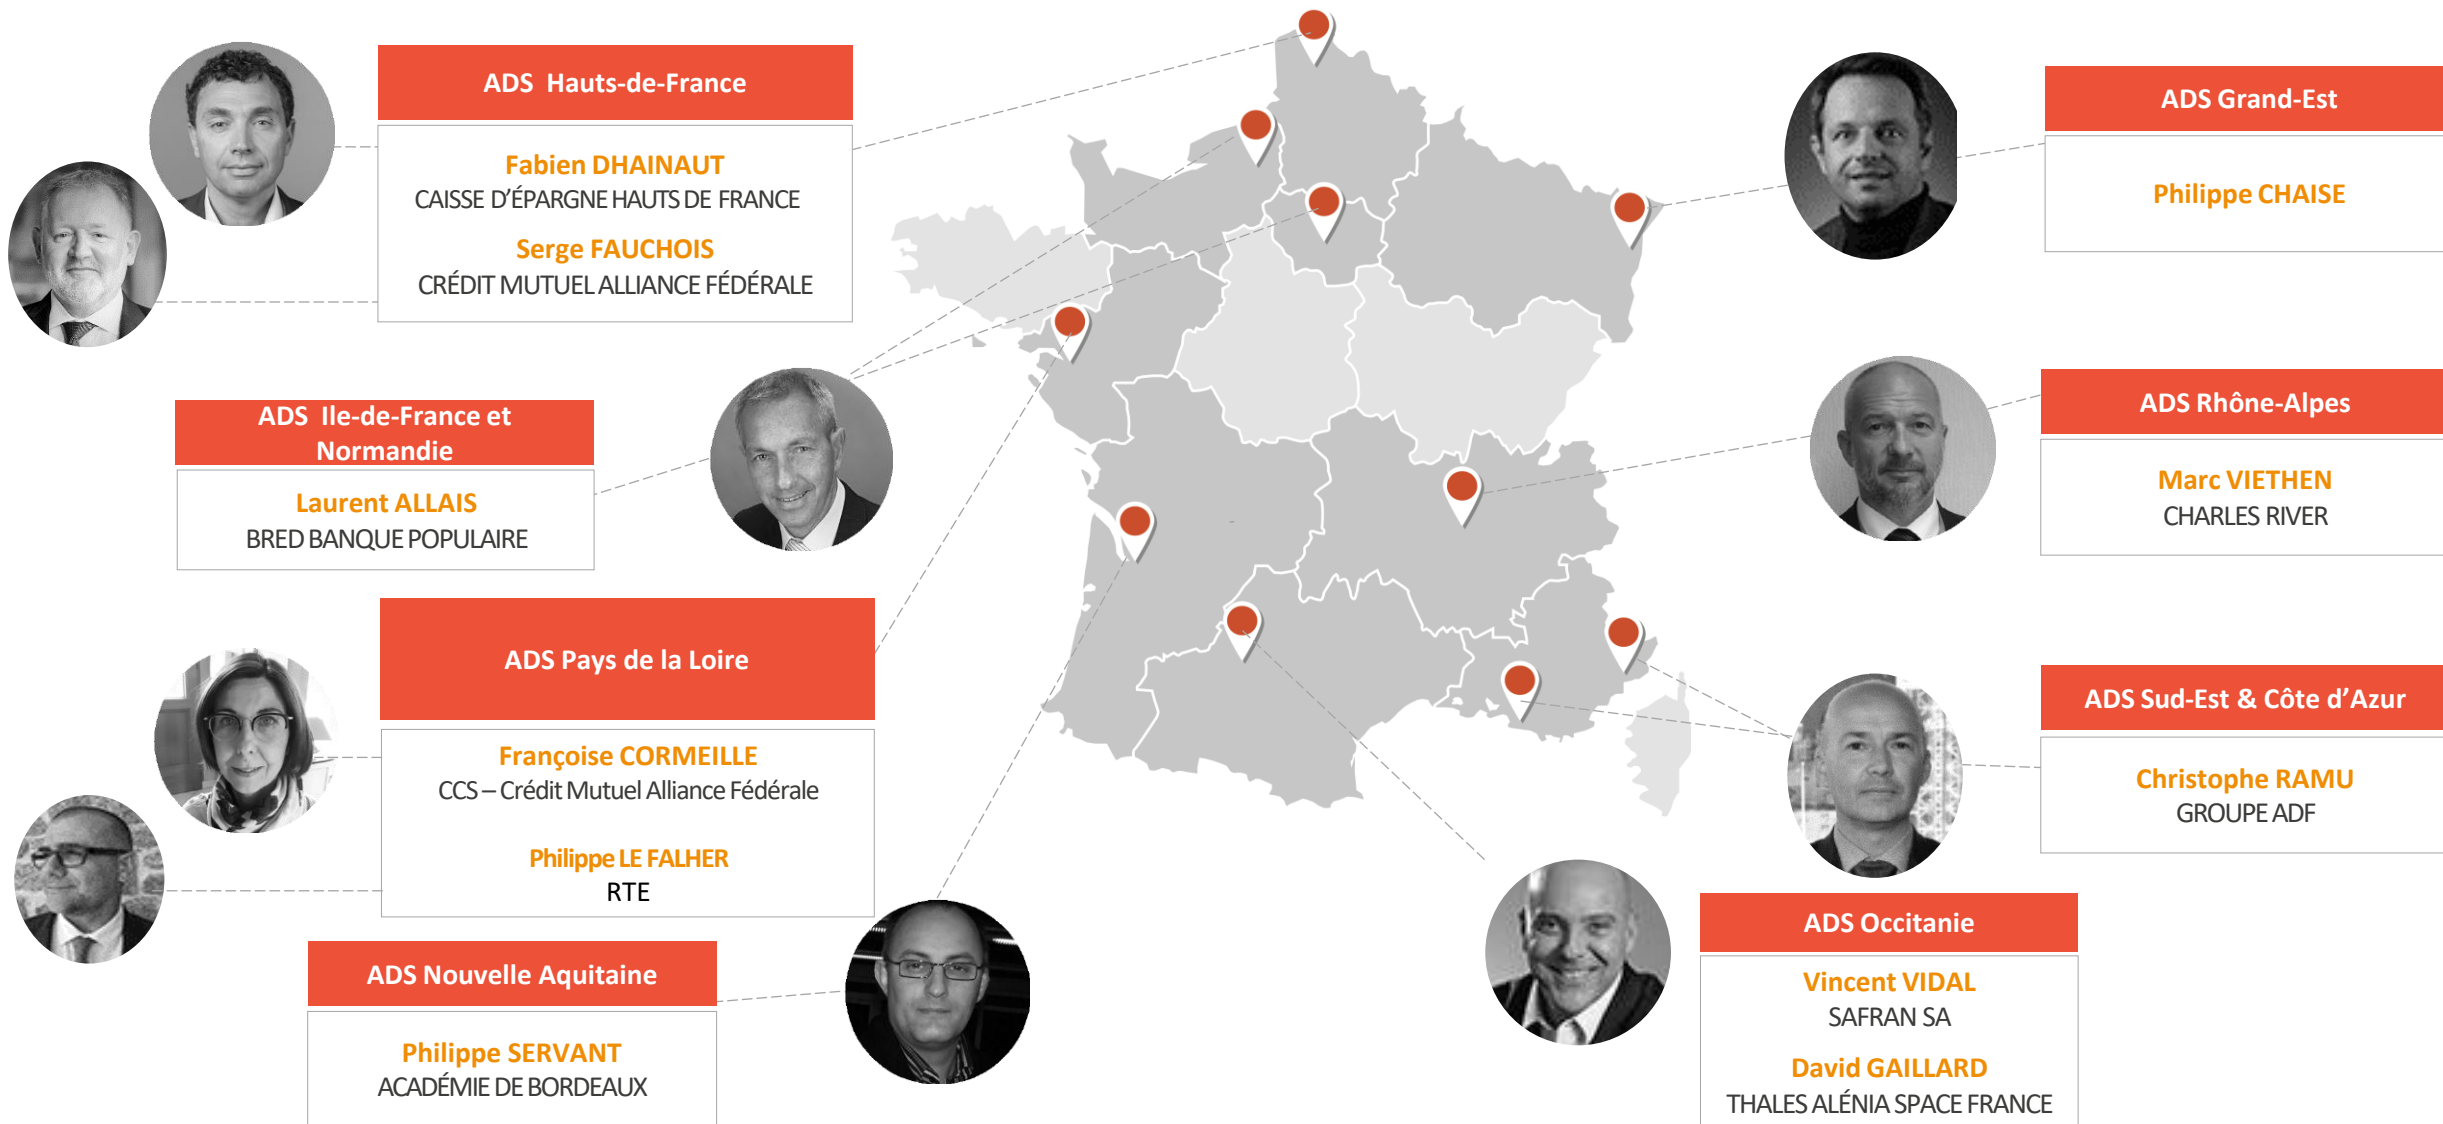 ADS Hauts-de-France
Fabien DHAINAUT
CAISSE D'ÉPARGNE HAUTS DE FRANCE
Serge FAUCHOIS
CRÉDIT MUTUEL ALLIANCE FÉDÉRALE
ADS Ile-de-France et
Normandie
Laurent ALLAIS
BRED BANQUE POPULAIRE
ADS Pays de la Loire
Françoise CORMEILLE
CCS – Crédit Mutuel Alliance Fédérale
Philippe LE FALHER
RTE
ADS Nouvelle Aquitaine
Philippe SERVANT
ACADÉMIE DE BORDEAUX
ADS Grand-Est
Philippe CHAISE
ADS Rhône-Alpes
Marc VIETHEN
CHARLES RIVER
ADS Sud-Est & Côte d'Azur
Christophe RAMU
GROUPE ADF
ADS Occitanie
Vincent VIDAL
SAFRAN SA
David GAILLARD
THALES ALÉNIA SPACE FRANCE